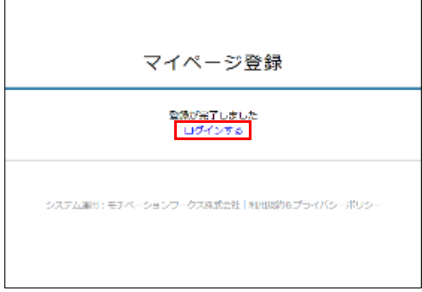 マイページ登録
登録が完了しました
ログインする
システム運営: モチベーションワークス株式会社 | 利用規約&プライバシーポリシー